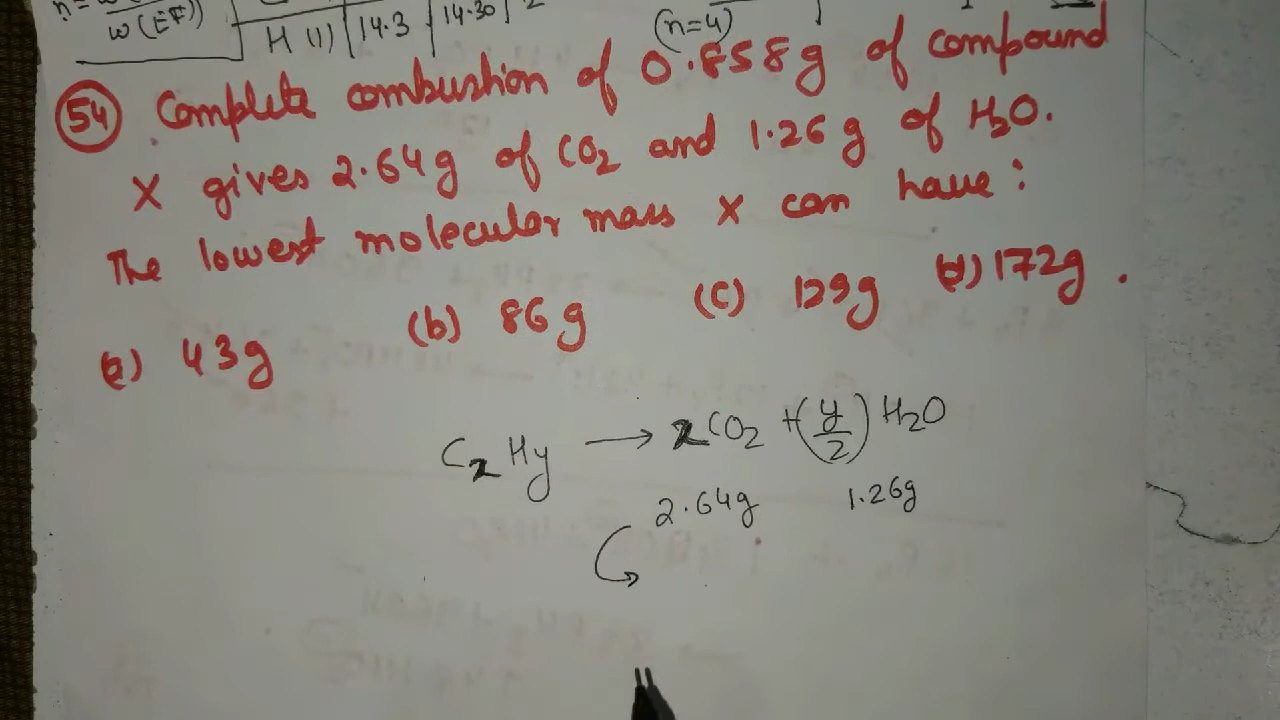 w(EF))
H (1) 14.3 14.30
(n=4)
54 Complete combustion of 0.858g of compound
X gives 2.64g of CO2 and 1.26g of H2O.
The lowest molecular mass X can have :
(a) 43g (b) 86g (c) 129g (d) 172g.
CxHy → xCO2 + (y/2) H2O
2.64g 1.26g